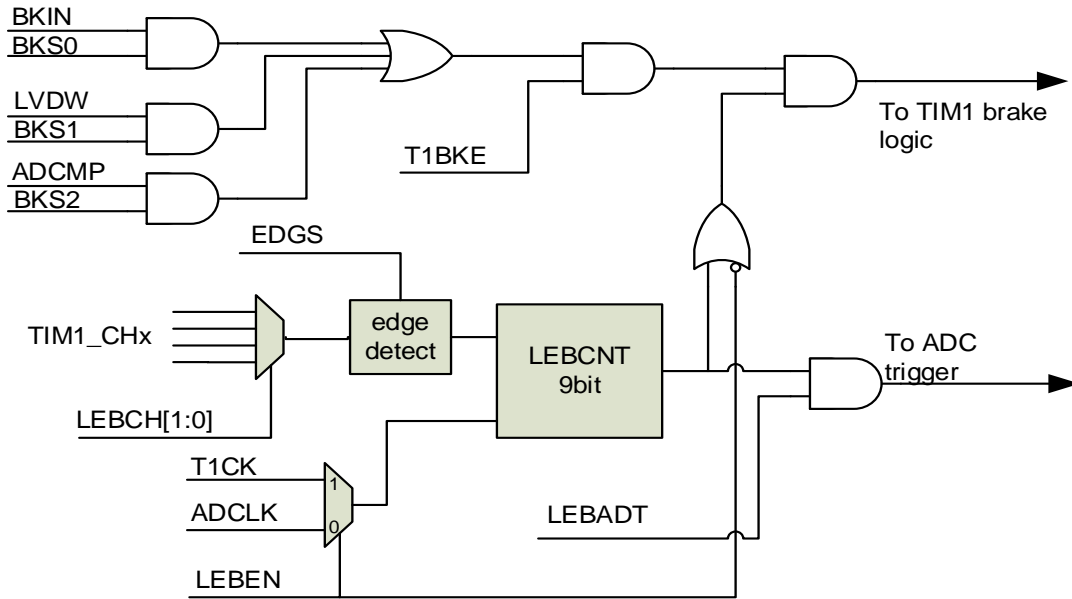 BKIN
BKS0
LVDW
BKS1
ADCMP
BKS2
T1BKE
To TIM1 brake
logic
EDGS
TIM1_CHx
edge
detect
LEBCNT
9bit
To ADC
trigger
LEBCH[1:0]
T1CK
1
ADCLK
0
LEBADT
LEBEN